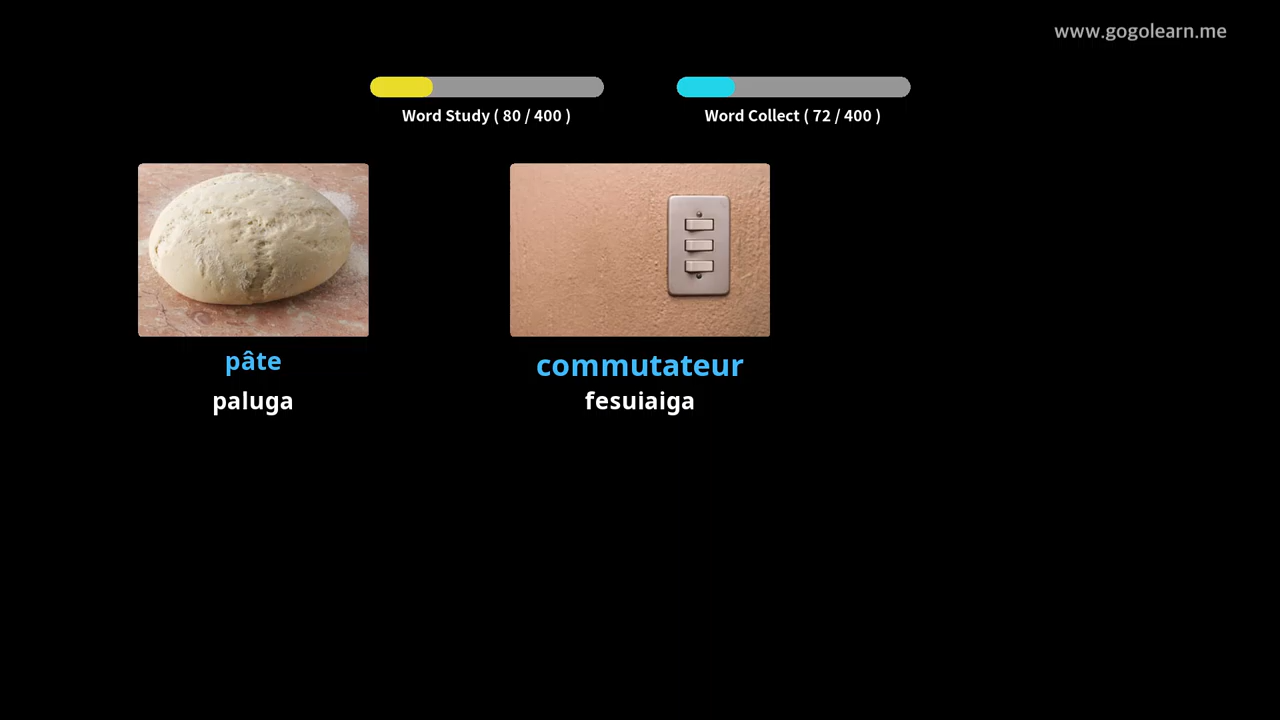 www.gogolearn.me
Word Study ( 80 / 400 )
Word Collect ( 72 / 400 )
pâte
paluga
commutateur
fesuiaiga